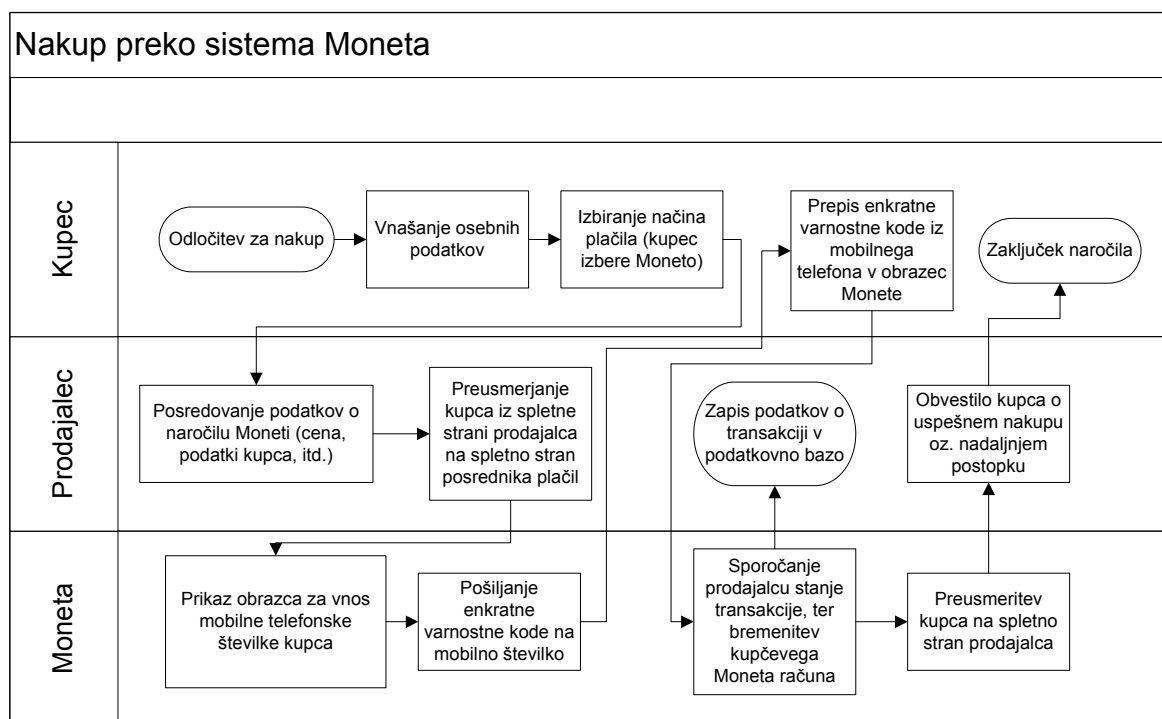 Nakup preko sistema Moneta
Kupec
Odločitev za nakup
Vnašanje osebnih
podatkov
Izbiranje načina
plačila (kupec
izbere Moneto)
Prepis enkratne
varnostne kode iz
mobilnega
telefona v obrazec
Monete
Zaključek naročila
Prodajalec
Posredovanje podatkov o
naročilu Moneti (cena,
podatki kupca, itd.)
Preusmerjanje
kupca iz spletne
strani prodajalca
na spletno stran
posrednika plačil
Zapis podatkov o
transakciji v
podatkovno bazo
Obvestilo kupca o
uspešnem nakupu
oz. nadaljnjem
postopku
Moneta
Prikaz obrazca za vnos
mobilne telefonske
številke kupca
Pošiljanje
enkratne
varnostne kode na
mobilno številko
Sporočanje
prodajalcu stanje
transakcije, ter
bremenitev
kupčevega
Moneta računa
Preusmeritev
kupca na spletno
stran prodajalca